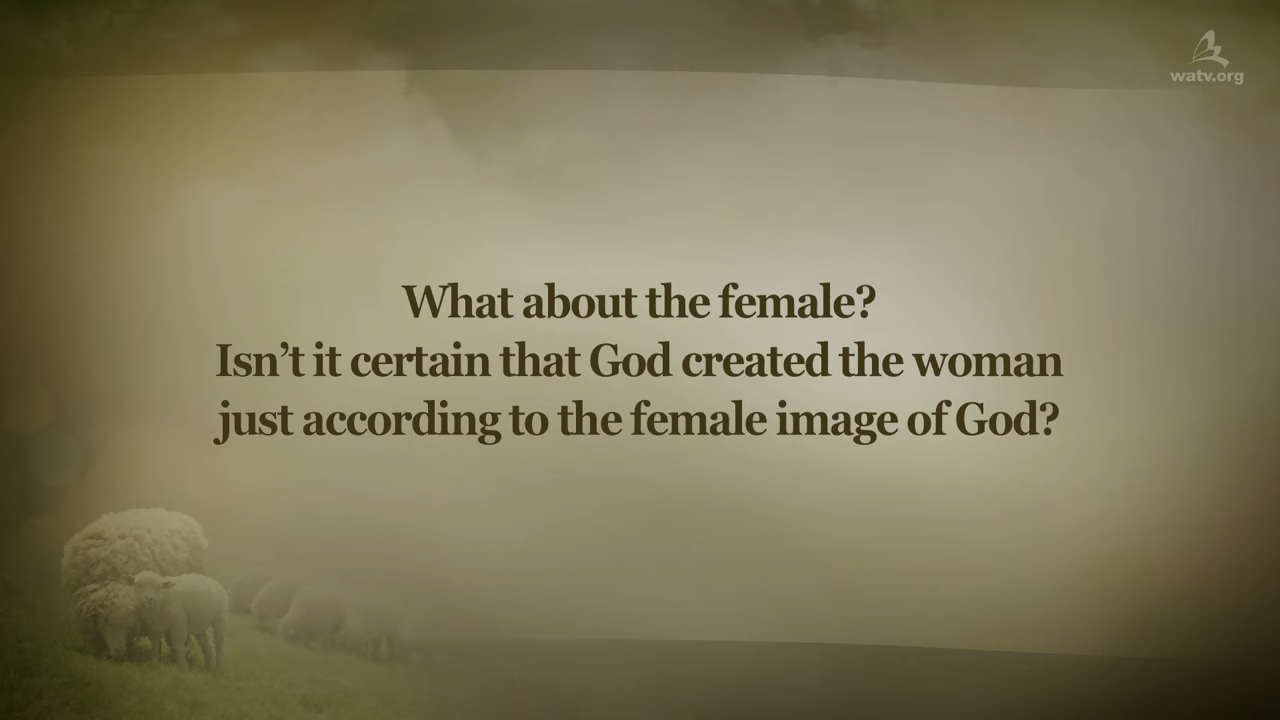 watv.org
What about the female?
Isn’t it certain that God created the woman
just according to the female image of God?